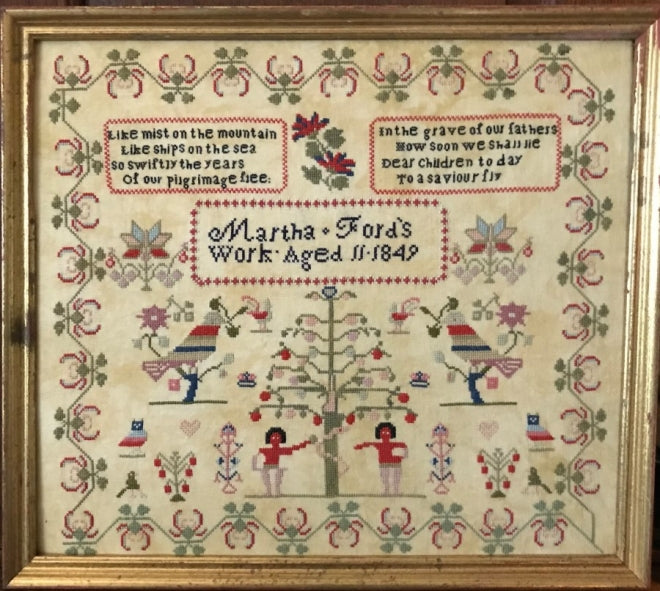 Like mist on the mountain
Like ships on the sea
So swiftly the years
Of our pilgrimage flee:
In the grave of our fathers
How soon we shall lie
Dear children to day
To a saviour fly
Martha • Ford's
Work • Aged 11 • 1849